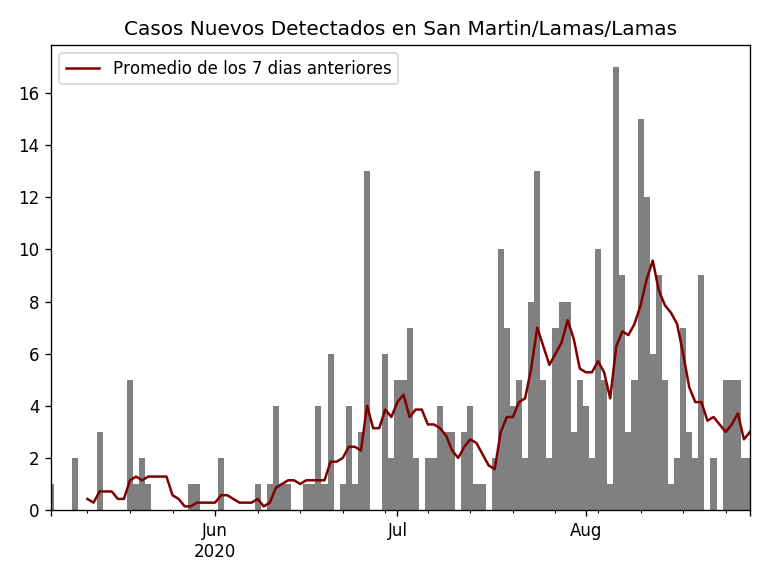 Casos Nuevos Detectados en San Martin/Lamas/Lamas
Promedio de los 7 dias anteriores
16
14
12
10
8
6
4
2
0
Jun
2020
Jul
Aug